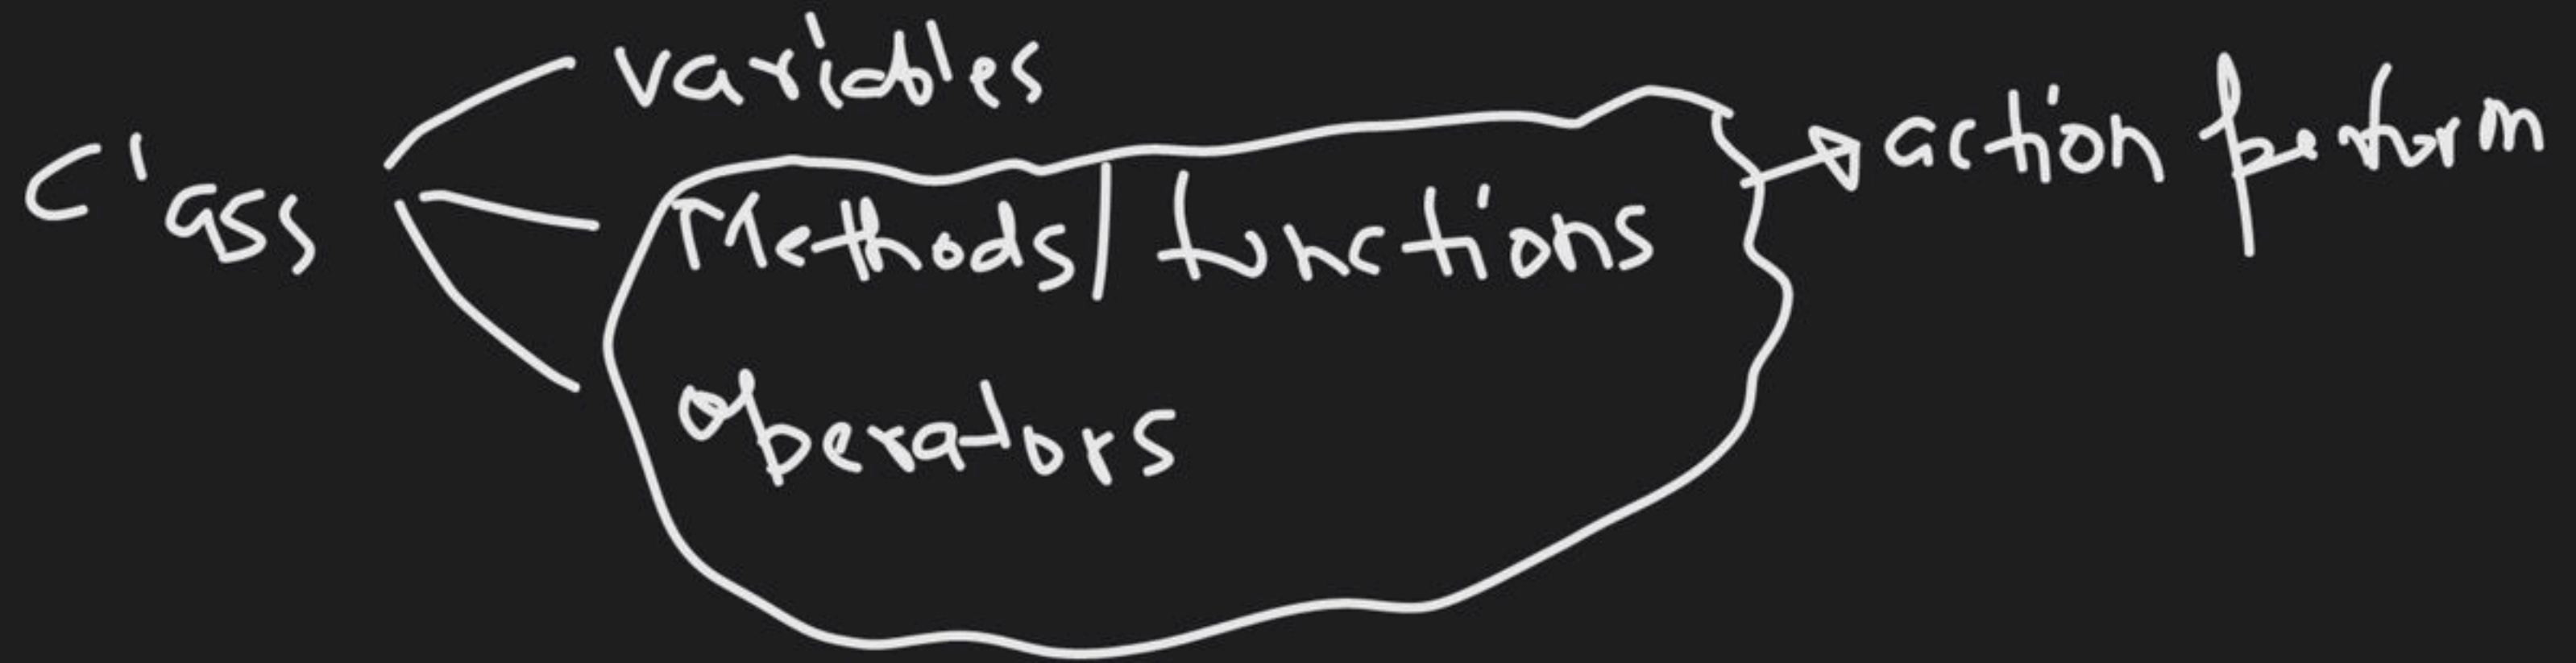 variables
Class
action perform
Methods/functions
operators